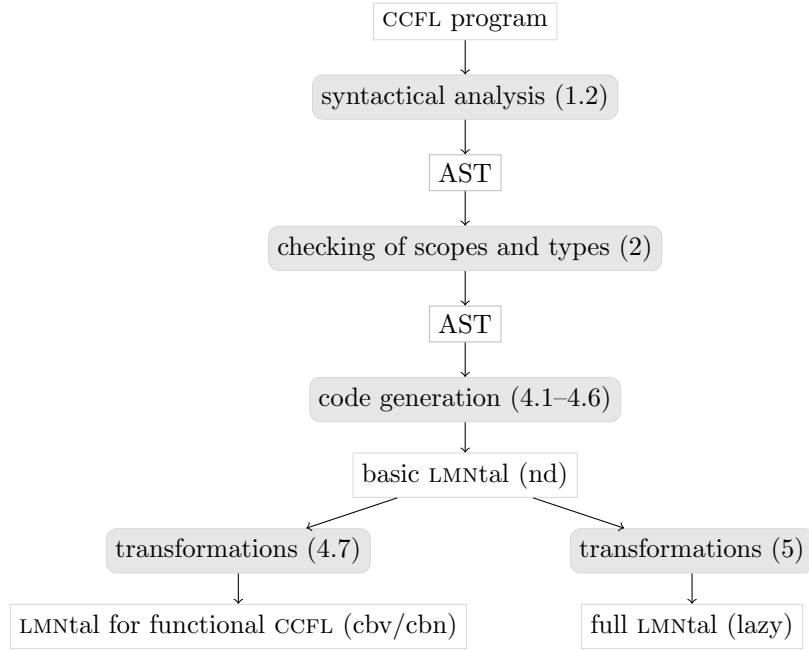 CCFL program
syntactical analysis (1.2)
AST
checking of scopes and types (2)
AST
code generation (4.1–4.6)
basic LMNtal (nd)
transformations (4.7)
transformations (5)
LMNtal for functional CCFL (cbv/cbn)
full LMNtal (lazy)